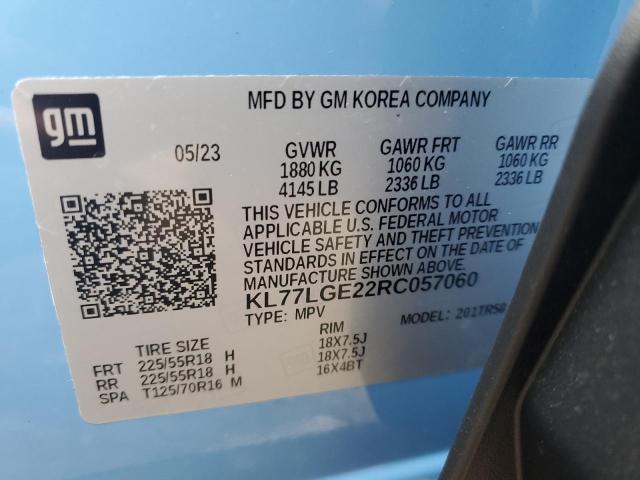 gm
MFD BY GM KOREA COMPANY
05/23 GVWR GAWR FRT GAWR RR
1880 KG 1060 KG 1060 KG
4145 LB 2336 LB 2336 LB
THIS VEHICLE CONFORMS TO ALL
APPLICABLE U.S. FEDERAL MOTOR
VEHICLE SAFETY AND THEFT PREVENTION
STANDARDS IN EFFECT ON THE DATE OF
MANUFACTURE SHOWN ABOVE.
KL77LGE22RC057060
TYPE: MPV MODEL: 201TR58
TIRE SIZE RIM
FRT 225/55R18 H 18X7.5J
RR 225/55R18 H 18X7.5J
SPA T125/70R16 M 16X4BT